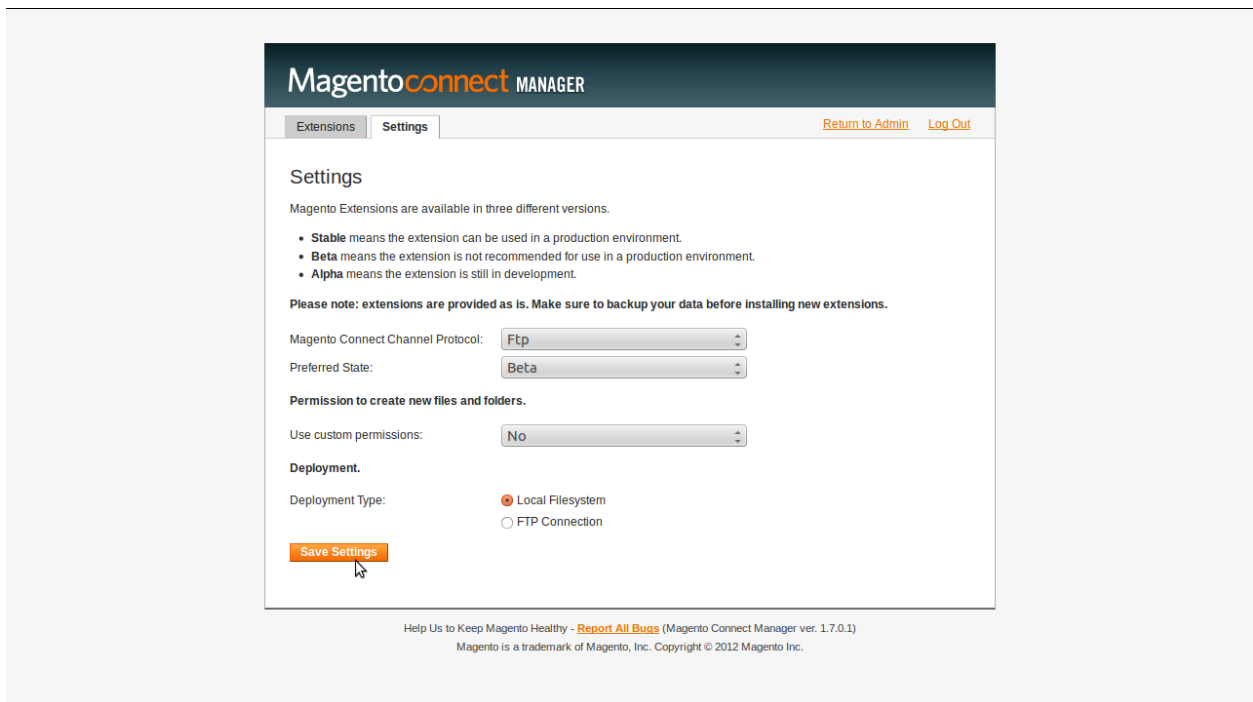 Magentoconnect MANAGER
Extensions Settings Return to Admin Log Out
Settings
Magento Extensions are available in three different versions.
Stable means the extension can be used in a production environment.
Beta means the extension is not recommended for use in a production environment.
Alpha means the extension is still in development.
Please note: extensions are provided as is. Make sure to backup your data before installing new extensions.
Magento Connect Channel Protocol: Ftp
Preferred State: Beta
Permission to create new files and folders.
Use custom permissions: No
Deployment.
Deployment Type: Local Filesystem
FTP Connection
Save Settings
Help Us to Keep Magento Healthy - Report All Bugs (Magento Connect Manager ver. 1.7.0.1)
Magento is a trademark of Magento, Inc. Copyright © 2012 Magento Inc.